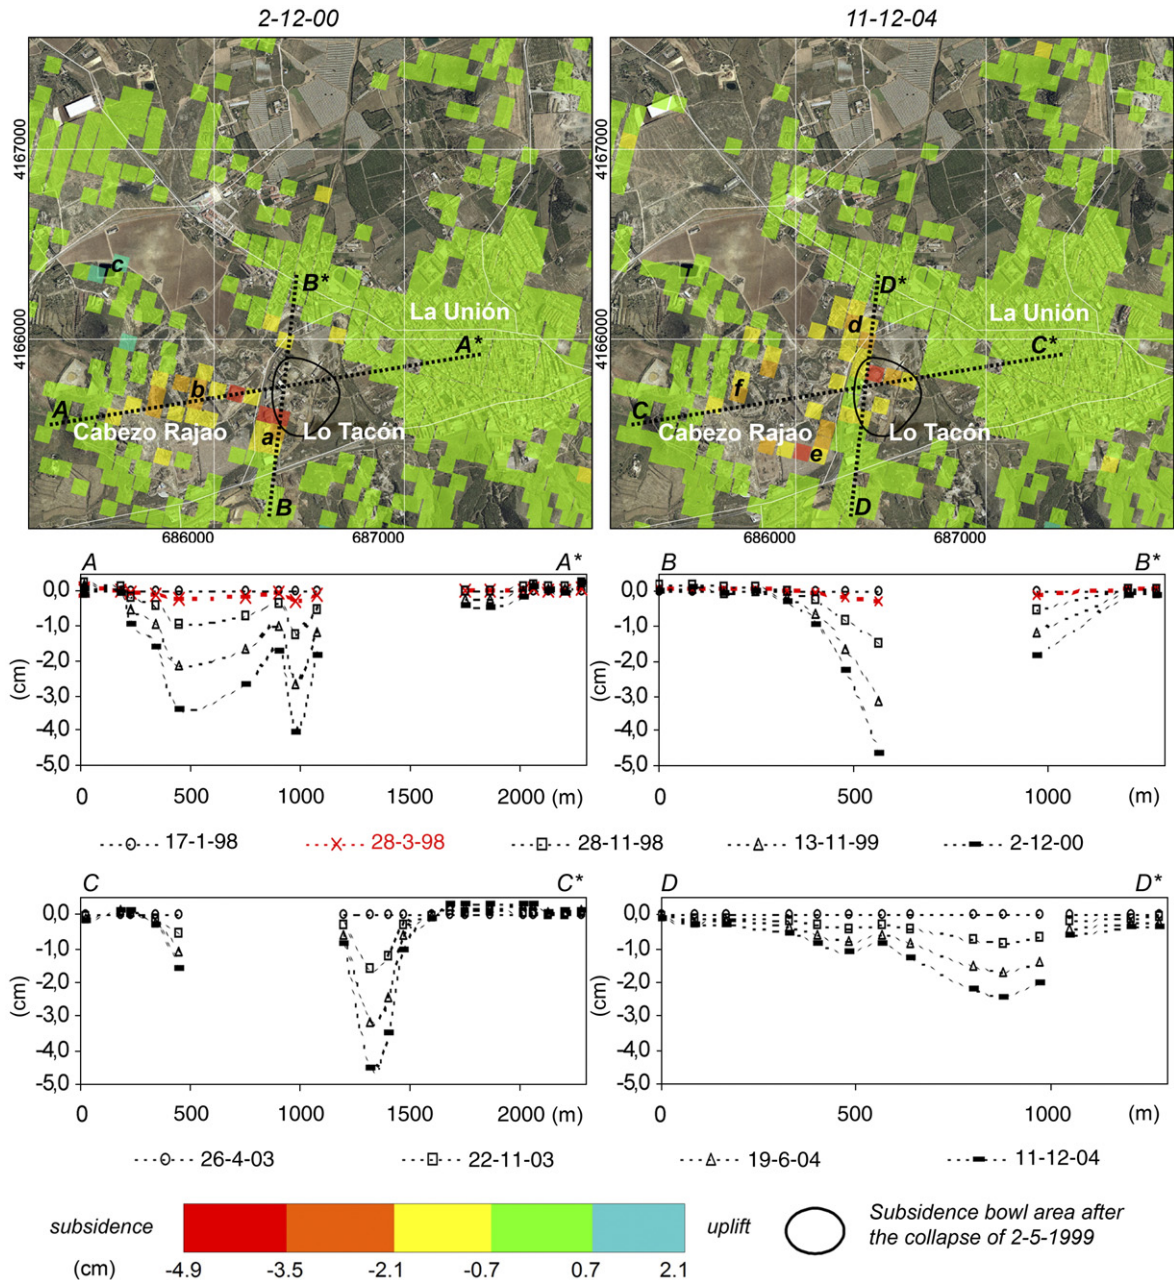 2-12-00
11-12-04
4167000
4166000
4167000
4166000
c
B*
La Unión
A*
b
A
Cabezo Rajao
a
Lo Tacón
B
D*
La Unión
d
C*
f
C
Cabezo Rajao
Lo Tacón
e
D
686000
687000
686000
687000
A
A*
B
B*
0,0
-1,0
-2,0
-3,0
-4,0
-5,0
(cm)
0
500
1000
1500
2000
(m)
0,0
-1,0
-2,0
-3,0
-4,0
-5,0
(cm)
0
500
1000
(m)
17-1-98
28-3-98
28-11-98
13-11-99
2-12-00
C
C*
D
D*
0,0
-1,0
-2,0
-3,0
-4,0
-5,0
(cm)
0
500
1000
1500
2000
(m)
0,0
-1,0
-2,0
-3,0
-4,0
-5,0
(cm)
0
500
1000
(m)
26-4-03
22-11-03
19-6-04
11-12-04
subsidence
uplift
(cm)
-4.9
-3.5
-2.1
-0.7
0.7
2.1
Subsidence bowl area after
the collapse of 2-5-1999